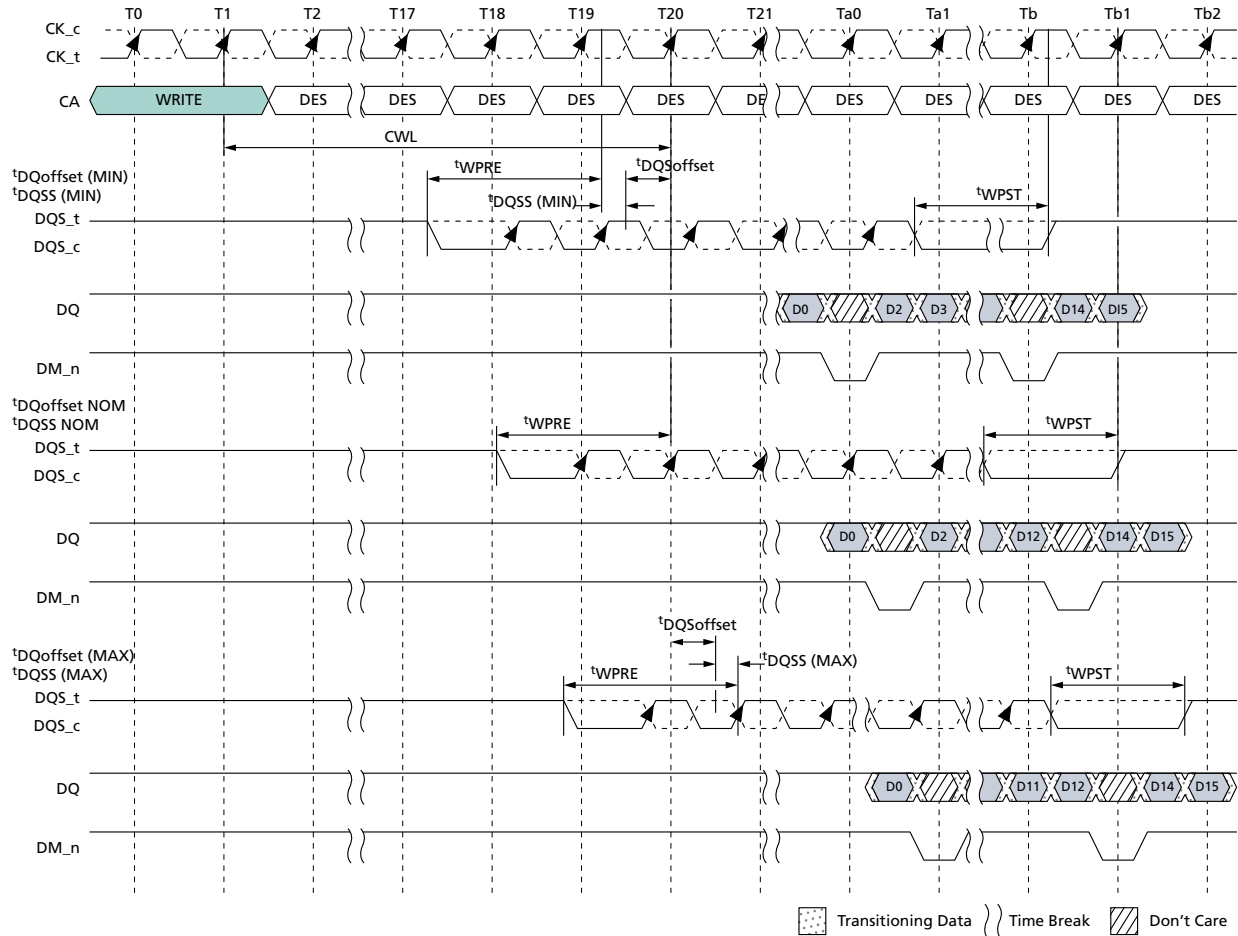 T0 T1 T2 T17 T18 T19 T20 T21 Ta0 Ta1 Tb Tb1 Tb2
CK_c
CK_t
CA WRITE DES DES DES DES DES DES DES DES DES DES DES
CWL
tDQoffset (MIN) tWPRE tDQSoffset
tDQSS (MIN) tDQSS (MIN) tWPST
DQS_t
DQS_c
DQ D0 D2 D3 D14 DI5
DM_n
tDQoffset NOM
tDQSS NOM tWPRE tWPST
DQS_t
DQS_c
DQ D0 D2 D12 D14 D15
DM_n
tDQSoffset
tDQoffset (MAX) tDQSS (MAX)
tDQSS (MAX) tWPRE tWPST
DQS_t
DQS_c
DQ D0 D11 D12 D14 D15
DM_n
Transitioning Data Time Break Don't Care